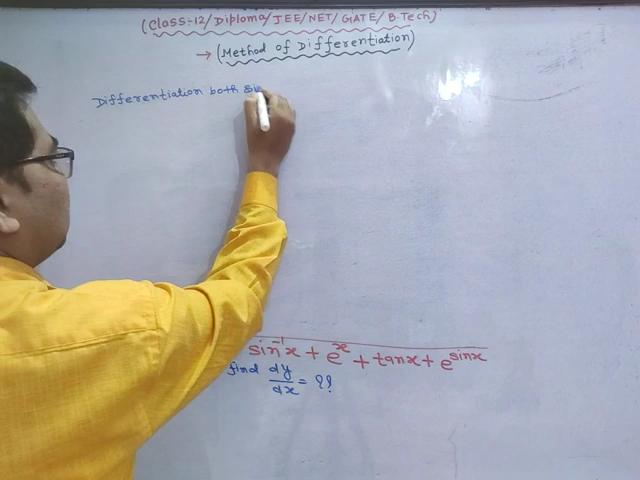 (Class:-12/Diploma/JEE/NET/GATE/B.Tech)
→ (Method of Differentiation)
Differentiation both si
sin⁻¹x + eˣ + tanx + e^sinx
find dy/dx = ??